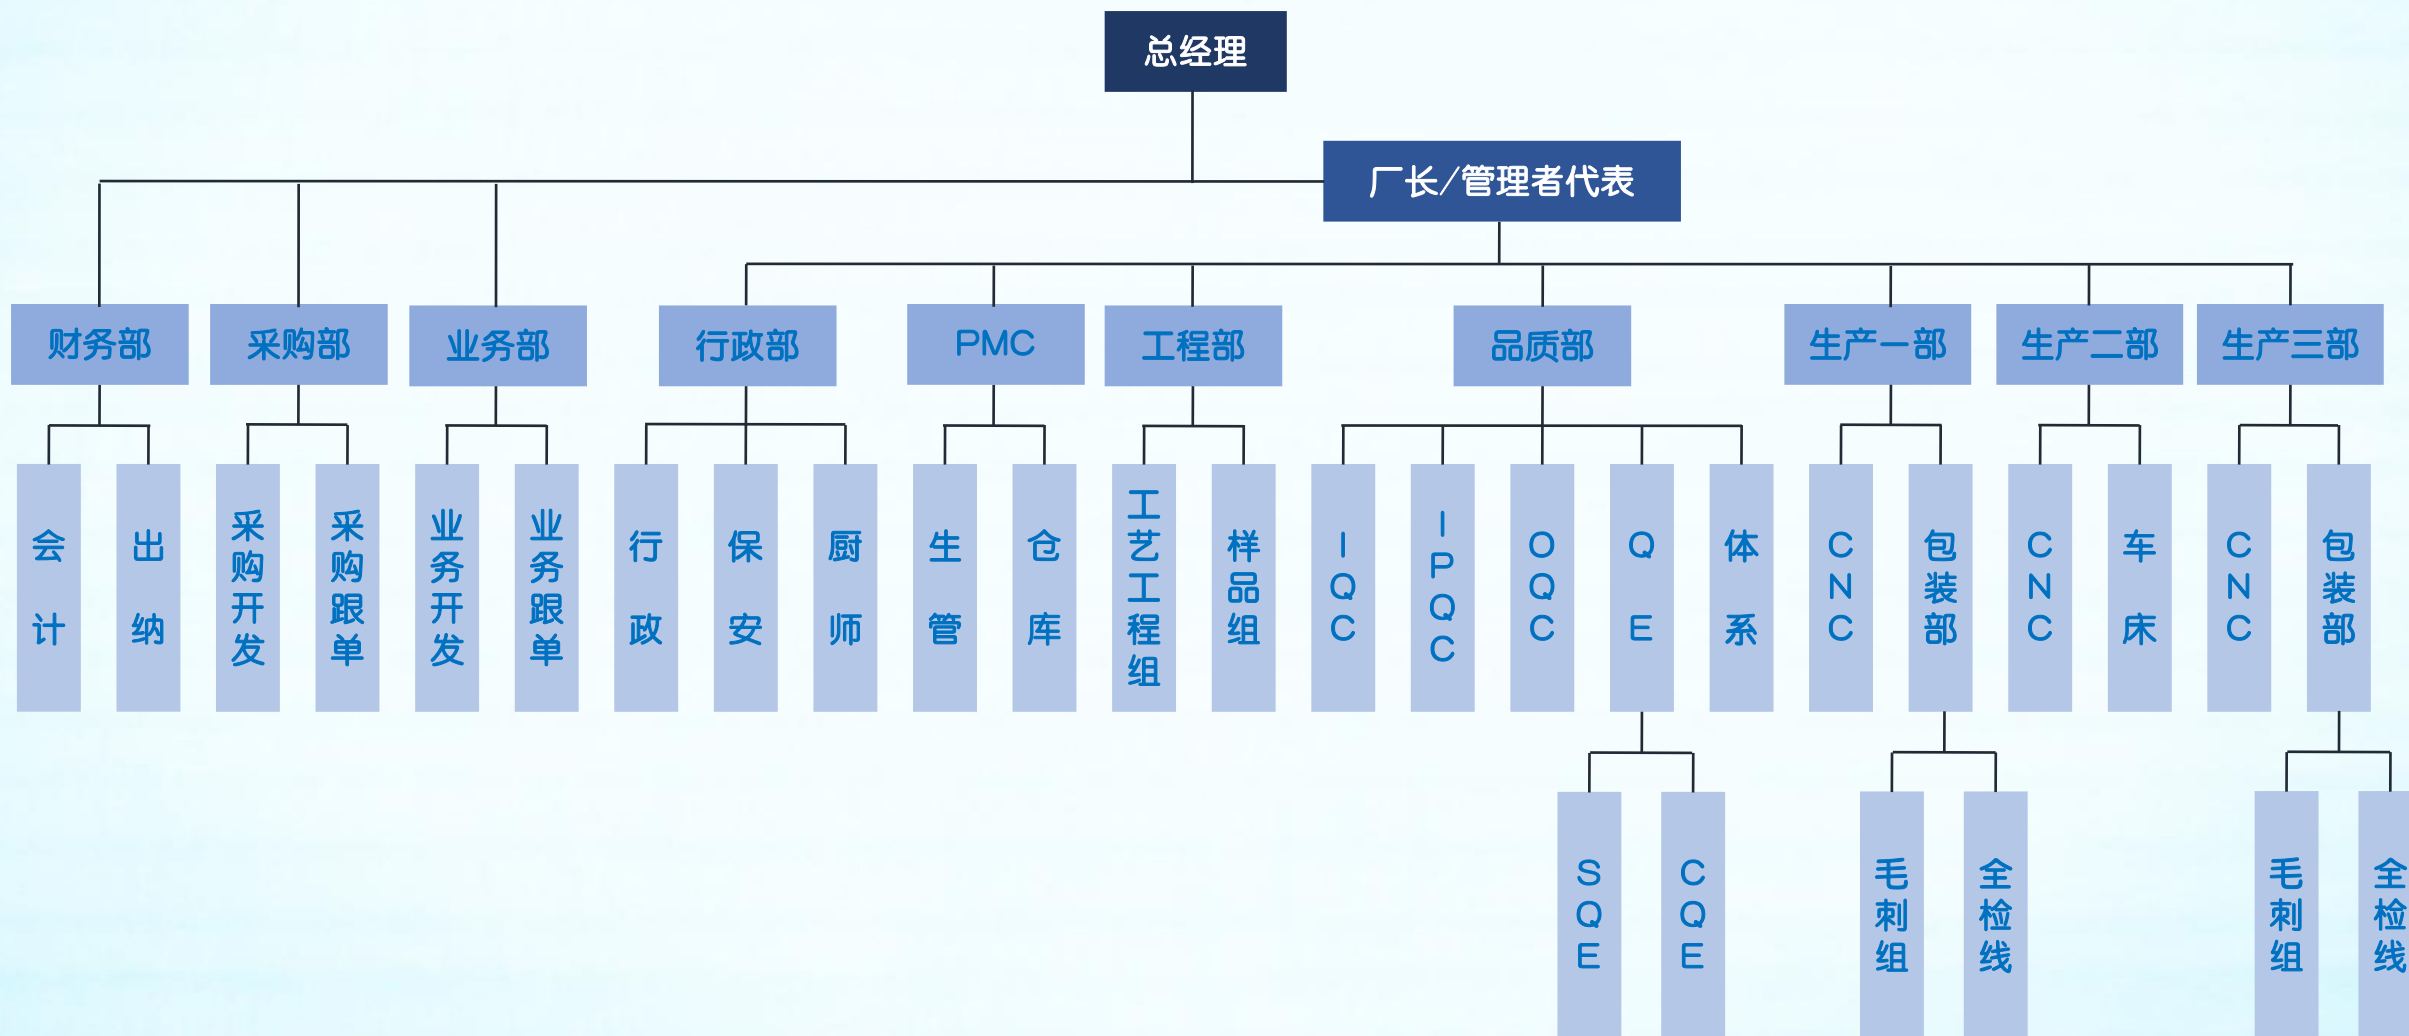 总经理
厂长/管理者代表
财务部
采购部
业务部
行政部
PMC
工程部
品质部
生产一部
生产二部
生产三部
会计
出纳
采购开发
采购跟单
业务开发
业务跟单
行政
保安
厨师
生管
仓库
工艺工程组
样品组
IQC
IPQC
OQC
QE
体系
CNC
包装部
CNC
车床
CNC
包装部
SQE
CQE
毛刺组
全检线
毛刺组
全检线